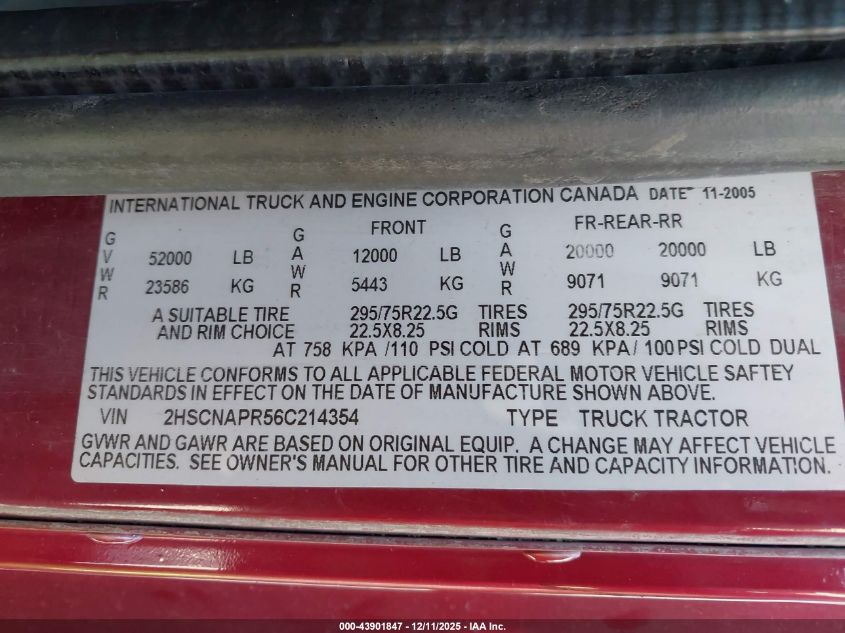 INTERNATIONAL TRUCK AND ENGINE CORPORATION CANADA DATE 11-2005
FRONT FR-REAR-RR
GVWR 52000 LB GAWR 12000 LB GAWR 20000 20000 LB
23586 KG 5443 KG 9071 9071 KG
A SUITABLE TIRE 295/75R22.5G TIRES 295/75R22.5G TIRES
AND RIM CHOICE 22.5X8.25 RIMS 22.5X8.25 RIMS
AT 758 KPA /110 PSI COLD AT 689 KPA/ 100 PSI COLD DUAL
THIS VEHICLE CONFORMS TO ALL APPLICABLE FEDERAL MOTOR VEHICLE SAFTEY
STANDARDS IN EFFECT ON THE DATE OF MANUFACTURE SHOWN ABOVE.
VIN 2HSCNAPR56C214354 TYPE TRUCK TRACTOR
GVWR AND GAWR ARE BASED ON ORIGINAL EQUIP. A CHANGE MAY AFFECT VEHICLE
CAPACITIES. SEE OWNER'S MANUAL FOR OTHER TIRE AND CAPACITY INFORMATION.
000-43901847 - 12/11/2025 - IAA Inc.